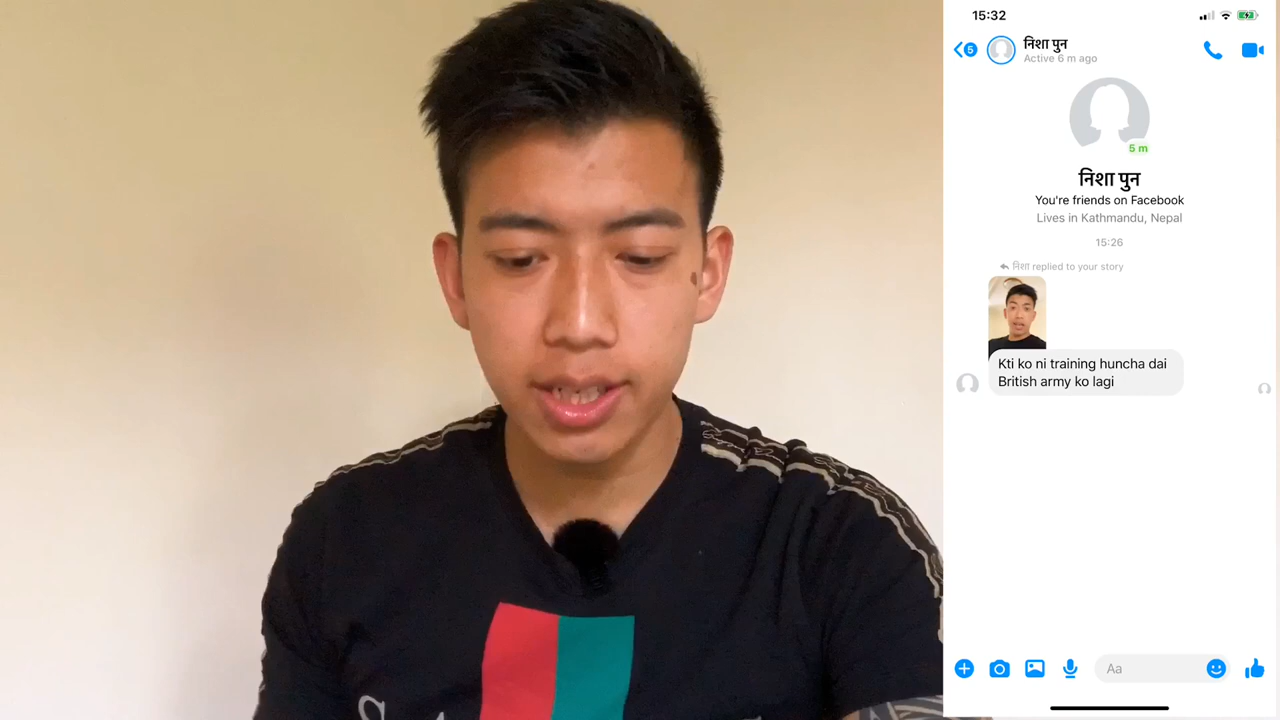 15:32
5
निशा पुन
Active 6 m ago
5 m
निशा पुन
You're friends on Facebook
Lives in Kathmandu, Nepal
15:26
निशा replied to your story
Kti ko ni training huncha dai
British army ko lagi
Aa